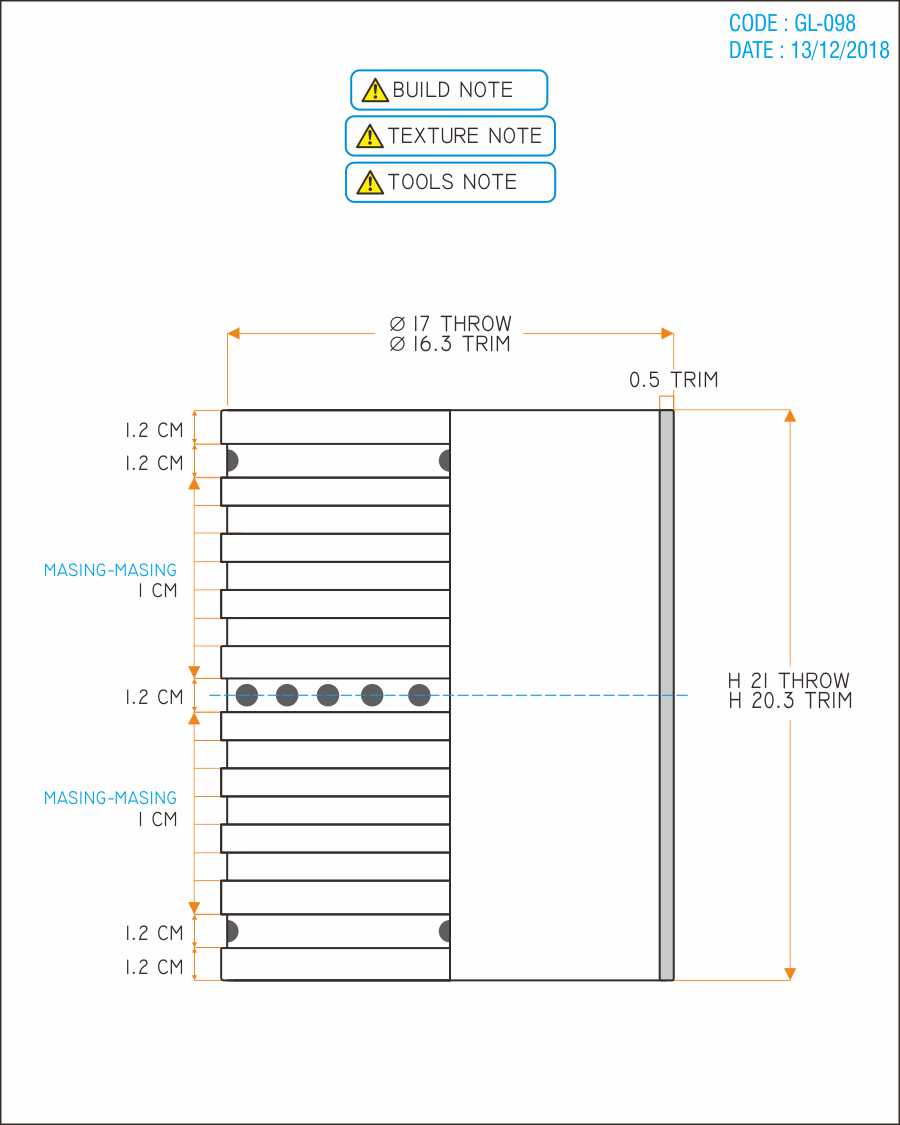 CODE : GL-098
DATE : 13/12/2018
BUILD NOTE
TEXTURE NOTE
TOOLS NOTE
Ø 17 THROW
Ø 16.3 TRIM
0.5 TRIM
1.2 CM
1.2 CM
MASING-MASING
1 CM
H 21 THROW
H 20.3 TRIM
1.2 CM
MASING-MASING
1 CM
1.2 CM
1.2 CM